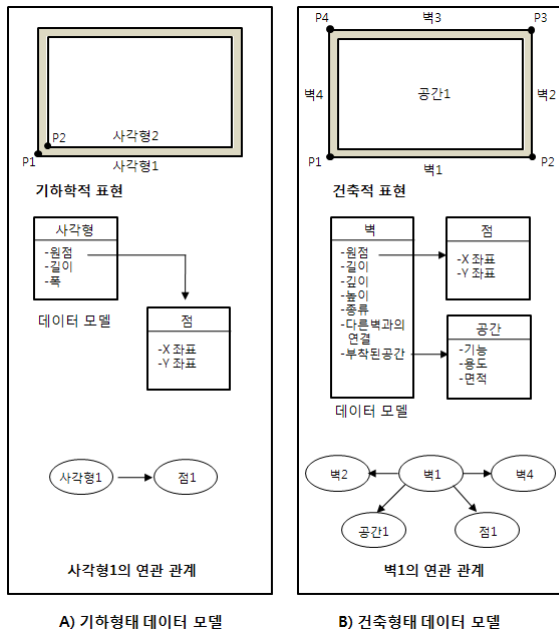 P2
사각형2
P1
사각형1
기하학적 표현
사각형
-원점
-길이
-폭
데이터 모델
점
-X 좌표
-Y 좌표
사각형1
점1
사각형1의 연관 관계
A) 기하형태 데이터 모델
P4
벽3
P3
벽4
공간1
벽2
P1
벽1
P2
건축적 표현
벽
-원점
-길이
-깊이
-높이
-종류
-다른벽과의
연결
-부착된공간
데이터 모델
점
-X 좌표
-Y 좌표
공간
-기능
-용도
-면적
벽2
벽1
벽4
공간1
점1
벽1의 연관 관계
B) 건축형태 데이터 모델